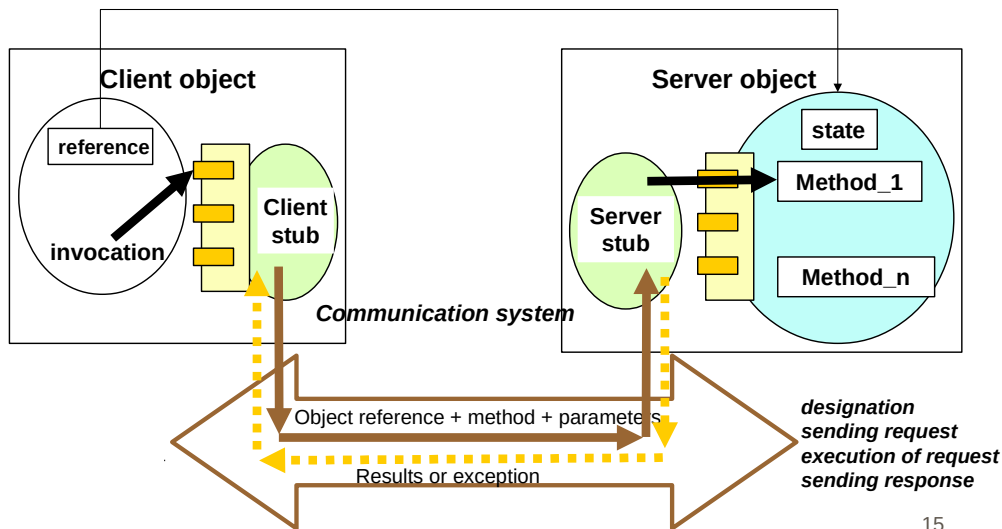 Client object
reference
invocation
Client
stub
Server object
state
Method_1
Server
stub
Method_n
Communication system
Object reference + method + parameters
Results or exception
designation
sending request
execution of request
sending response
15